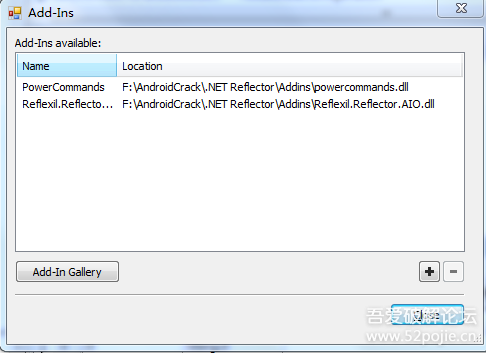 Add-Ins
Add-Ins available:
Name Location
PowerCommands F:\AndroidCrack\.NET Reflector\Addins\powercommands.dll
Reflexil.Reflecto... F:\AndroidCrack\.NET Reflector\Addins\Reflexil.Reflector.AIO.dll
Add-In Gallery
Close
吾爱破解论坛
www.52pojie.cn